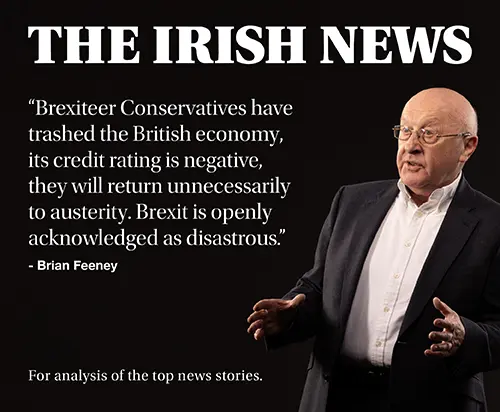 THE IRISH NEWS
“Brexiteer Conservatives have
trashed the British economy,
its credit rating is negative,
they will return unnecessarily
to austerity. Brexit is openly
acknowledged as disastrous.”
- Brian Feeney
For analysis of the top news stories.